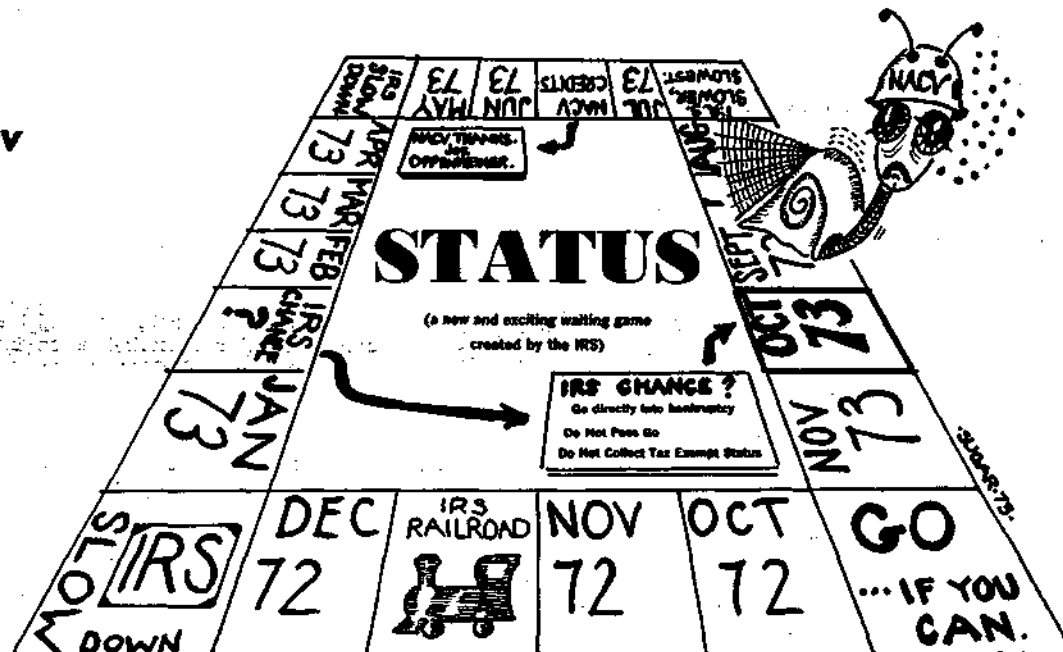 V
IRS
SLOW
DOWN
MAY
73
JUN
73
NACV
CREDITS
JUL
73
SLOWER,
SLOWEST.
NACV
APR
73
MAR
73
FEB
73
IRS
CHANCE
?
JAN
73
NACV THANKS.
JOE
OPPENHEIMER.
AUG
SEPT
STATUS
(a new and exciting waiting game
created by the IRS)
OCT
73
IRS CHANCE?
Go directly into bankruptcy
Do Not Pass Go
Do Not Collect Tax Exempt Status
NOV
73
·SUGAR·73·
SLOW
IRS
DOWN
DEC
72
IRS
RAILROAD
NOV
72
OCT
72
GO
...IF YOU
CAN.